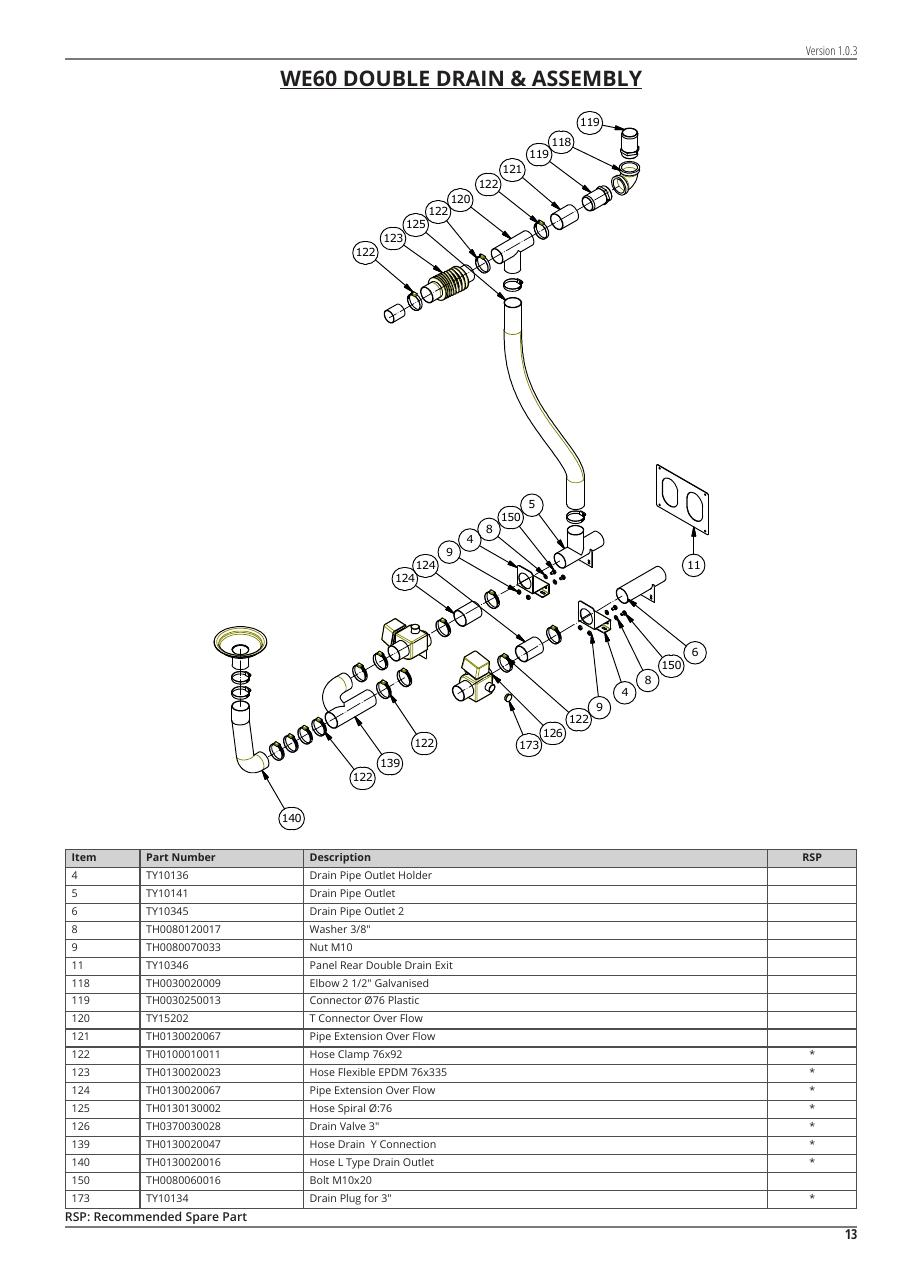 Version 1.0.3
WE60 DOUBLE DRAIN & ASSEMBLY
119
118
119
121
122
120
122
125
123
122
5
150
8
4
9
124
124
11
6
150
8
4
9
122
126
173
122
139
122
140
Item Part Number Description RSP
4 TY10136 Drain Pipe Outlet Holder
5 TY10141 Drain Pipe Outlet
6 TY10345 Drain Pipe Outlet 2
8 TH0080120017 Washer 3/8"
9 TH0080070033 Nut M10
11 TY10346 Panel Rear Double Drain Exit
118 TH0030020009 Elbow 2 1/2" Galvanised
119 TH0030250013 Connector Ø76 Plastic
120 TY15202 T Connector Over Flow
121 TH0130020067 Pipe Extension Over Flow
122 TH0100010011 Hose Clamp 76x92 *
123 TH0130020023 Hose Flexible EPDM 76x335 *
124 TH0130020067 Pipe Extension Over Flow *
125 TH0130130002 Hose Spiral Ø:76 *
126 TH0370030028 Drain Valve 3" *
139 TH0130020047 Hose Drain  Y Connection *
140 TH0130020016 Hose L Type Drain Outlet *
150 TH0080060016 Bolt M10x20
173 TY10134 Drain Plug for 3" *
RSP: Recommended Spare Part
13